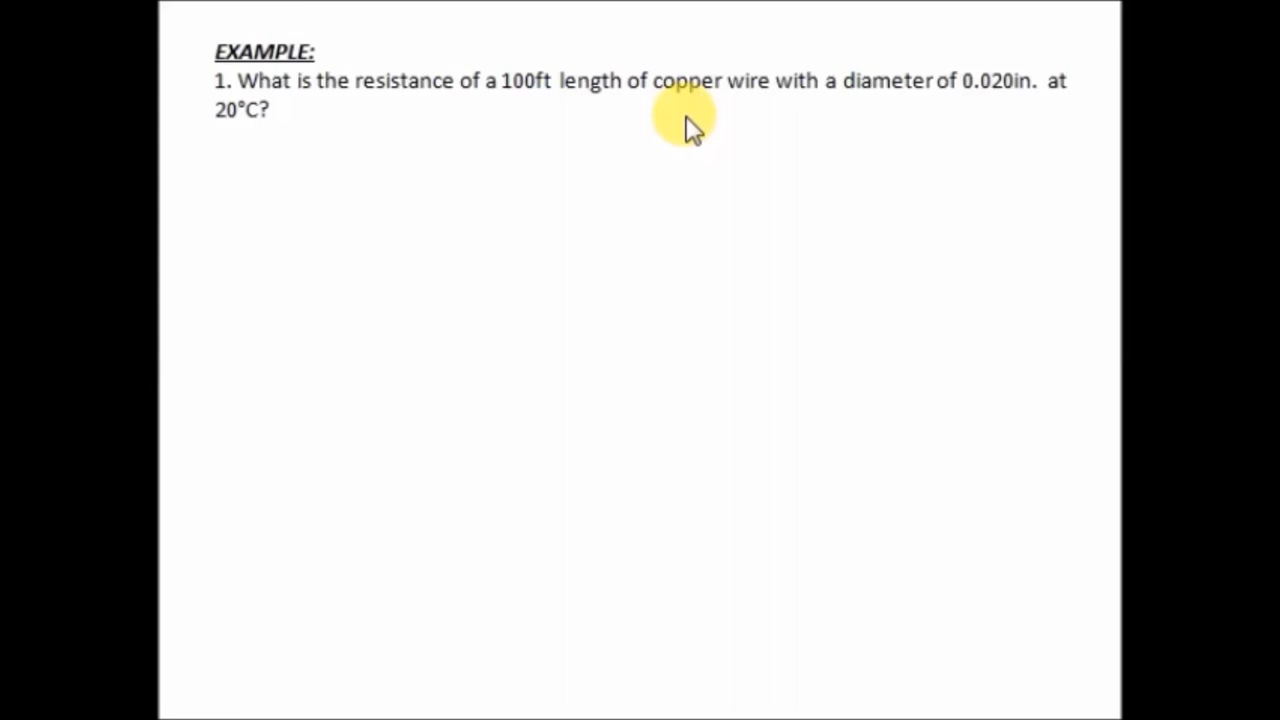 EXAMPLE:
1. What is the resistance of a 100ft length of copper wire with a diameter of 0.020in. at
20°C?